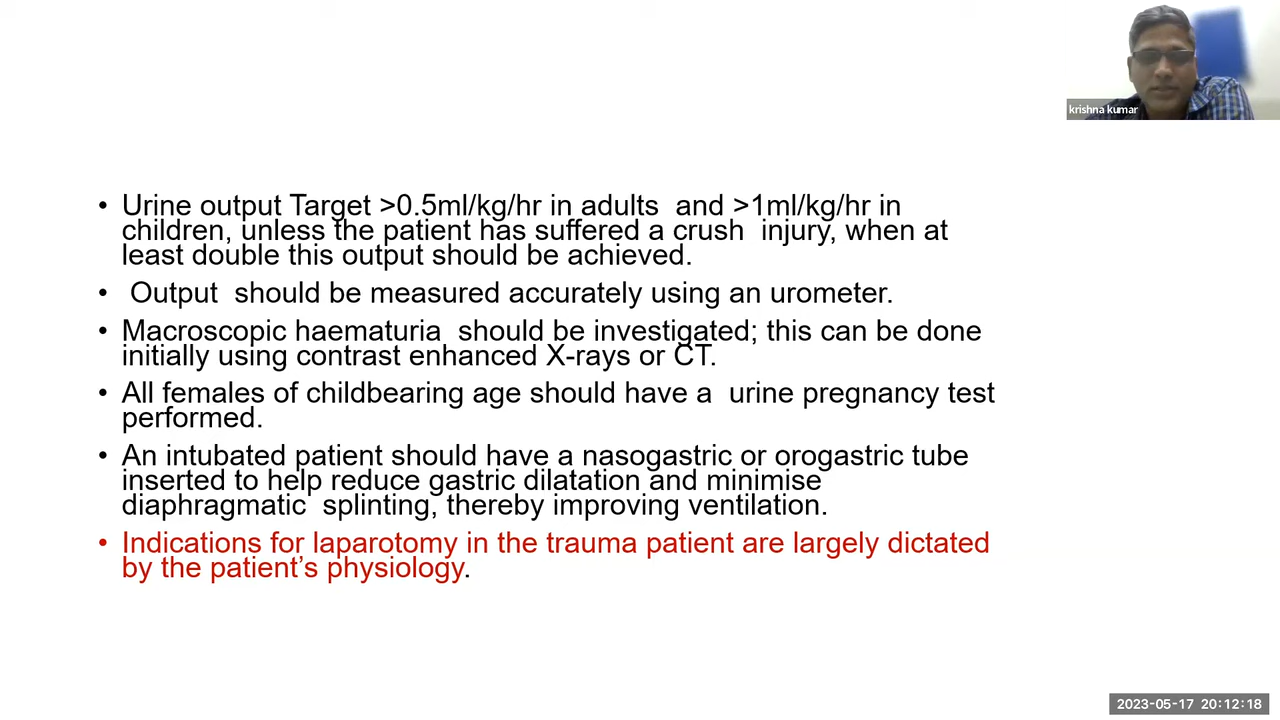 krishna kumar
• Urine output Target >0.5ml/kg/hr in adults  and >1ml/kg/hr in
children, unless the patient has suffered a crush  injury, when at
least double this output should be achieved.
•  Output  should be measured accurately using an urometer.
• Macroscopic haematuria  should be investigated; this can be done
initially using contrast enhanced X-rays or CT.
• All females of childbearing age should have a  urine pregnancy test
performed.
• An intubated patient should have a nasogastric or orogastric tube
inserted to help reduce gastric dilatation and minimise
diaphragmatic  splinting, thereby improving ventilation.
• Indications for laparotomy in the trauma patient are largely dictated
by the patient’s physiology.
2023-05-17  20:12:18